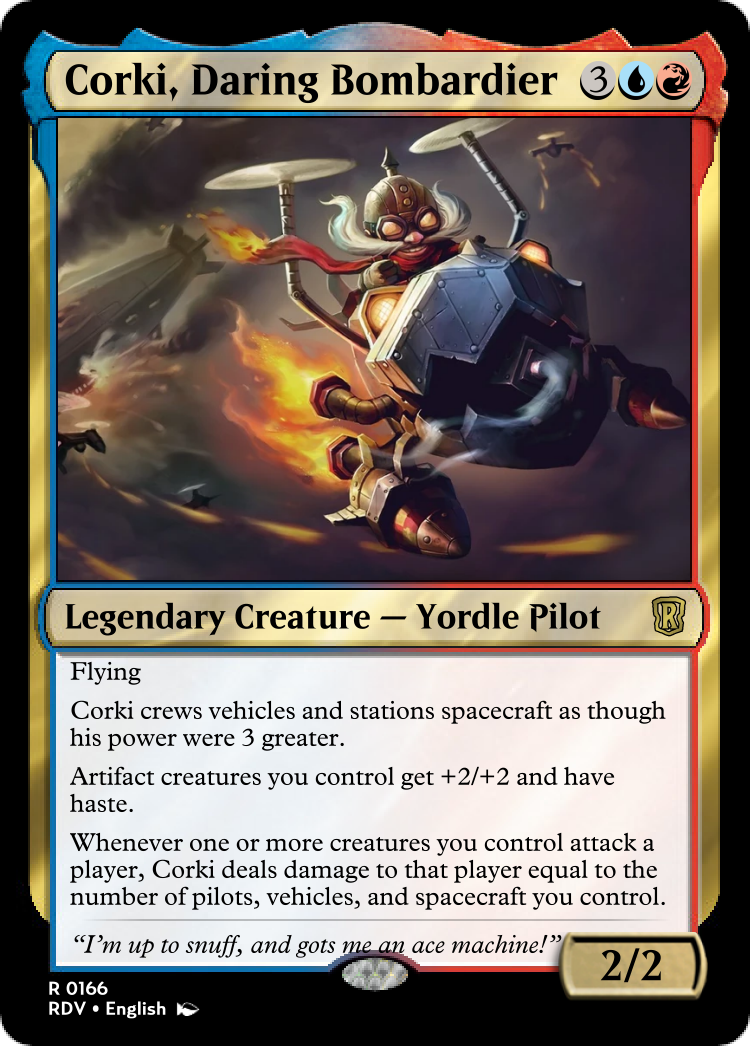 Corki, Daring Bombardier 3
Legendary Creature — Yordle Pilot R
Flying
Corki crews vehicles and stations spacecraft as though
his power were 3 greater.
Artifact creatures you control get +2/+2 and have
haste.
Whenever one or more creatures you control attack a
player, Corki deals damage to that player equal to the
number of pilots, vehicles, and spacecraft you control.
“I’m up to snuff, and gots me an ace machine!”
2/2
R 0166
RDV • English